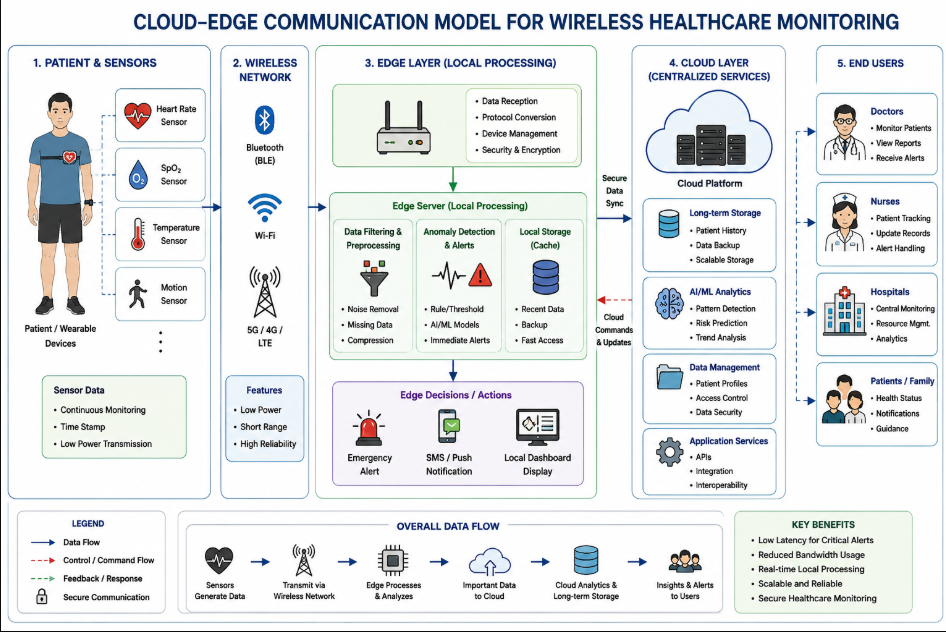 CLOUD–EDGE COMMUNICATION MODEL FOR WIRELESS HEALTHCARE MONITORING
1. PATIENT & SENSORS
Heart Rate
Sensor
O₂
SpO₂
Sensor
Temperature
Sensor
Motion
Sensor
Patient / Wearable
Devices
Sensor Data
• Continuous Monitoring
• Time Stamp
• Low Power Transmission
2. WIRELESS
NETWORK
Bluetooth
(BLE)
Wi-Fi
5G / 4G /
LTE
Features
• Low Power
• Short Range
• High Reliability
3. EDGE LAYER (LOCAL PROCESSING)
• Data Reception
• Protocol Conversion
• Device Management
• Security & Encryption
Edge Server (Local Processing)
Data Filtering &
Preprocessing
• Noise Removal
• Missing Data
• Compression
Anomaly Detection
& Alerts
• Rule/Threshold
• AI/ML Models
• Immediate Alerts
Local Storage
(Cache)
• Recent Data
• Backup
• Fast Access
Edge Decisions / Actions
Emergency
Alert
SMS / Push
Notification
Local Dashboard
Display
Secure
Data
Sync
Cloud
Commands
& Updates
4. CLOUD LAYER
(CENTRALIZED SERVICES)
Cloud Platform
Long-term Storage
• Patient History
• Data Backup
• Scalable Storage
AI/ML Analytics
• Pattern Detection
• Risk Prediction
• Trend Analysis
Data Management
• Patient Profiles
• Access Control
• Data Security
Application Services
• APIs
• Integration
• Interoperability
5. END USERS
Doctors
• Monitor Patients
• View Reports
• Receive Alerts
Nurses
• Patient Tracking
• Update Records
• Alert Handling
Hospitals
• Central Monitoring
• Resource Mgmt.
• Analytics
Patients / Family
• Health Status
• Notifications
• Guidance
LEGEND
Data Flow
Control / Command Flow
Feedback / Response
Secure Communication
OVERALL DATA FLOW
Sensors
Generate Data
Transmit via
Wireless Network
Edge Processes
& Analyzes
Important Data
to Cloud
Cloud Analytics &
Long-term Storage
Insights & Alerts
to Users
KEY BENEFITS
• Low Latency for Critical Alerts
• Reduced Bandwidth Usage
• Real-time Local Processing
• Scalable and Reliable
• Secure Healthcare Monitoring